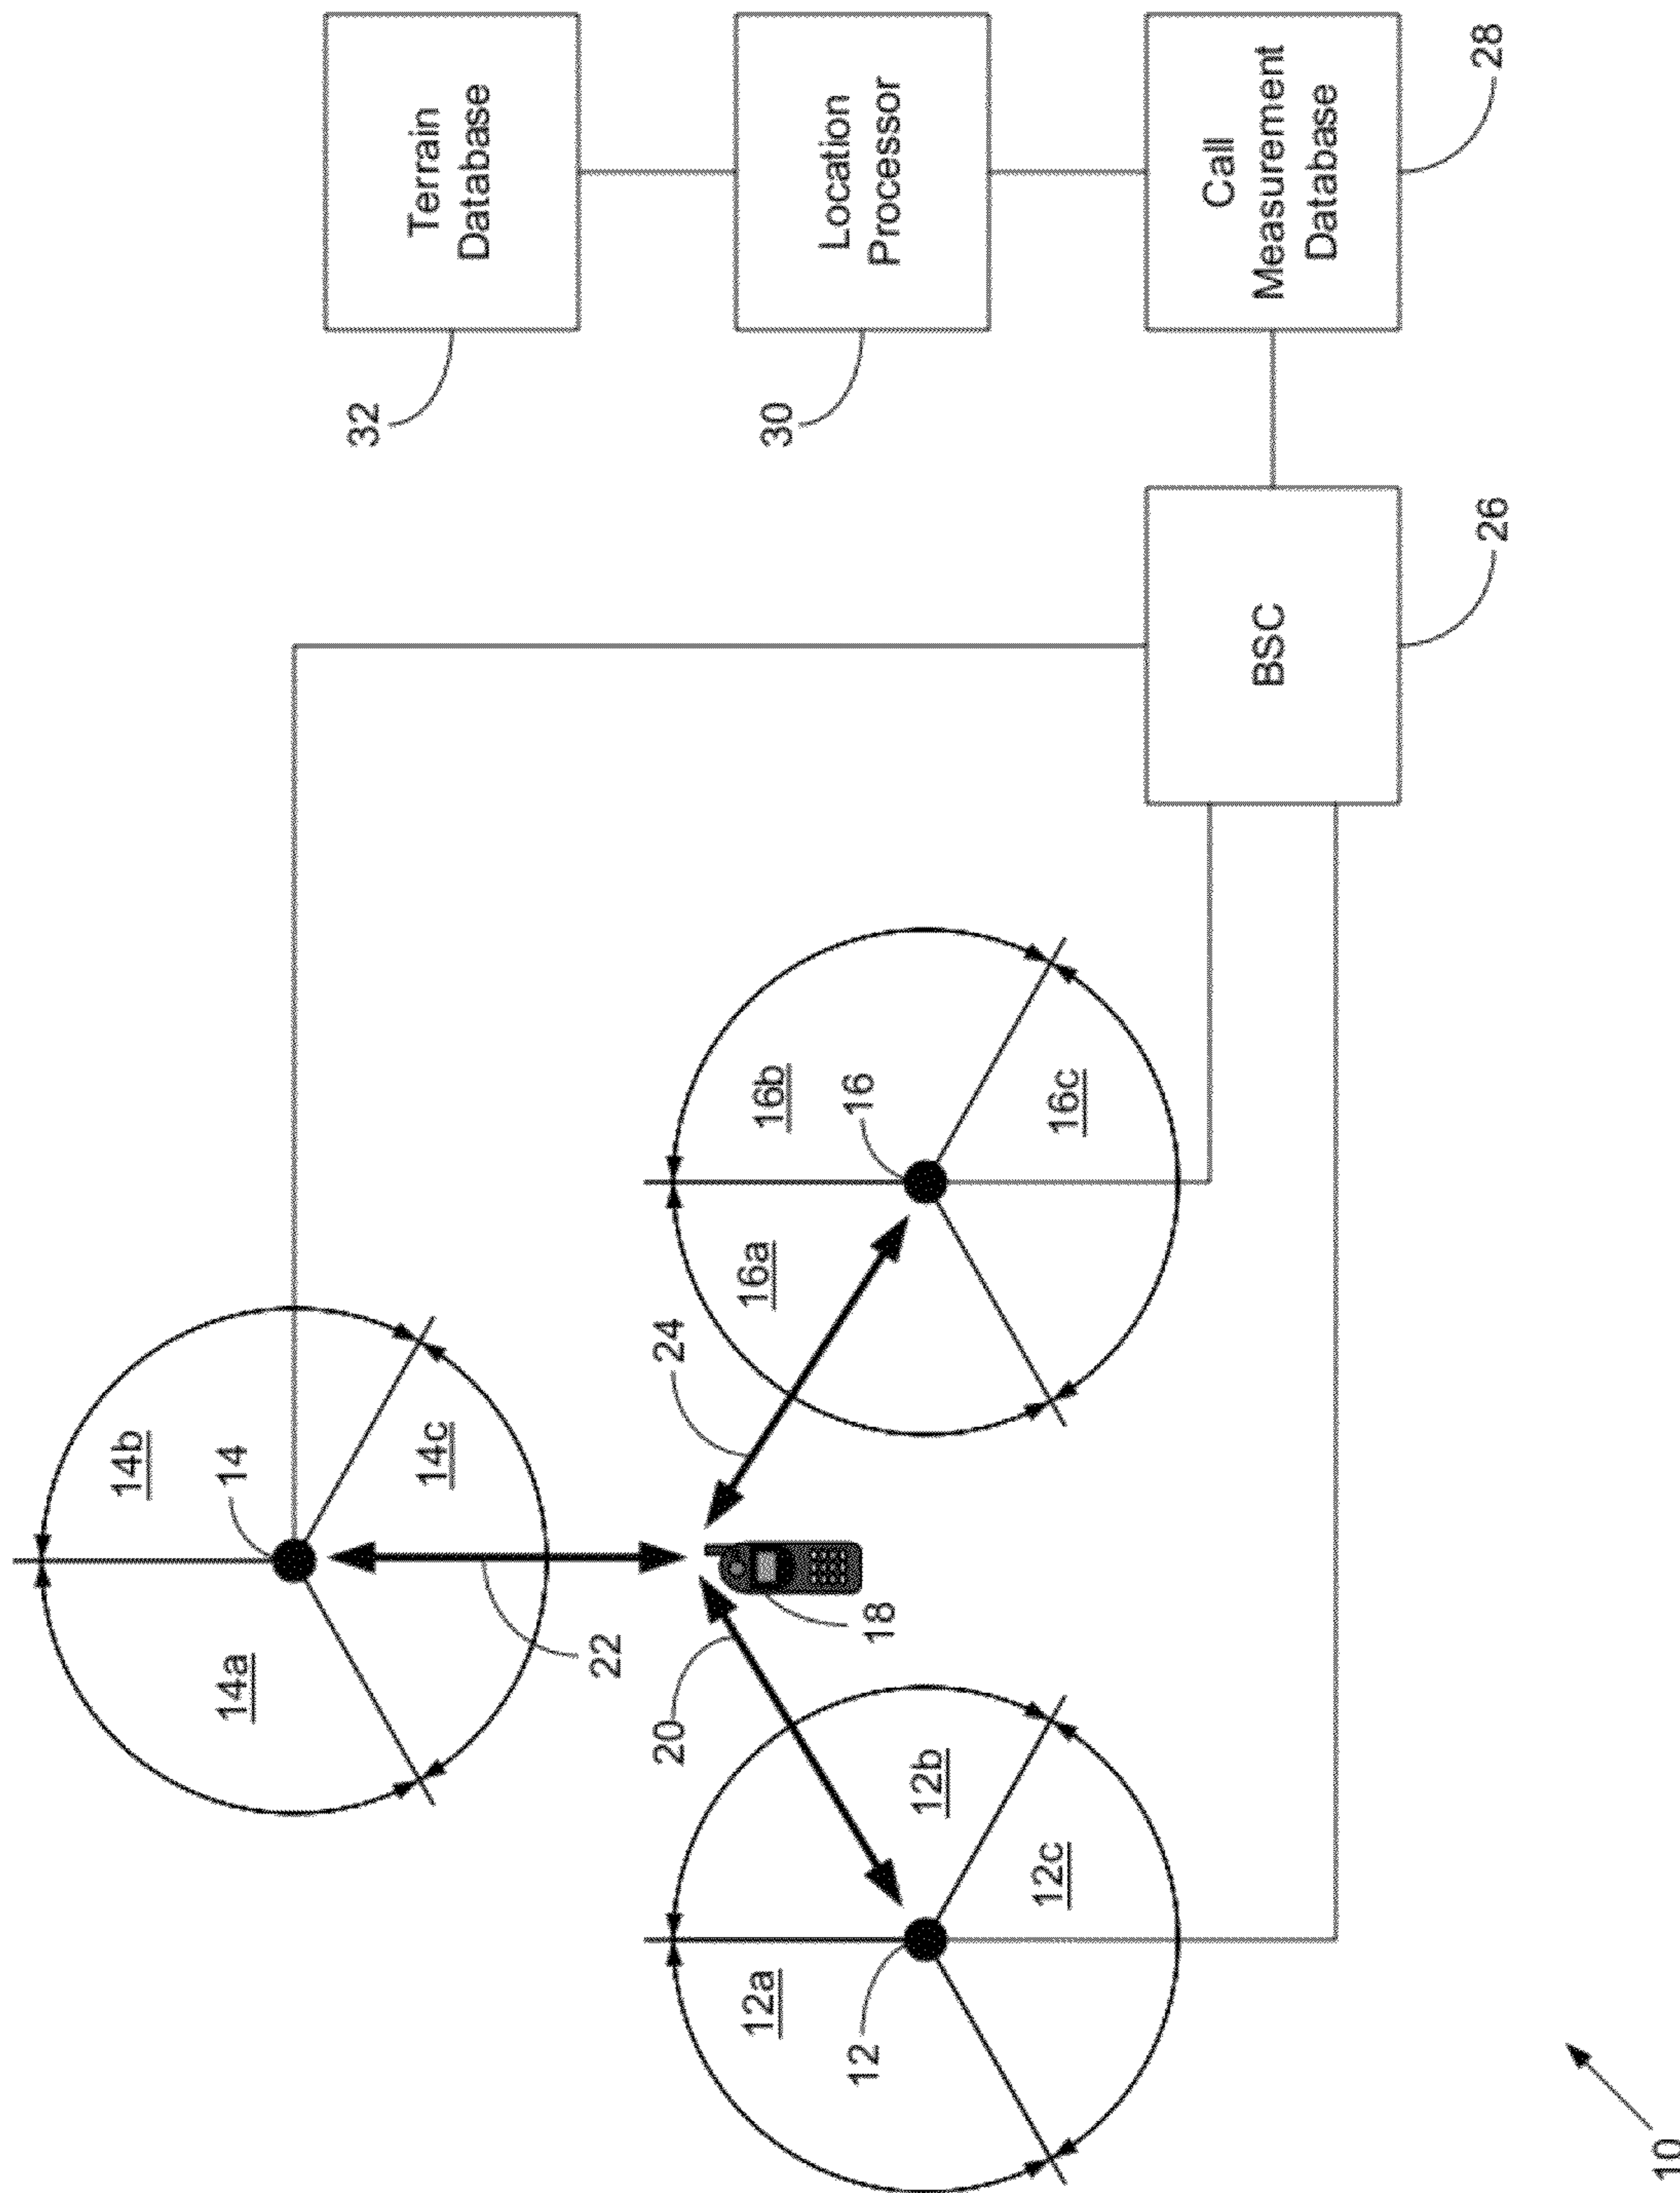 14a
14b
14
14c
22
20
24
18
12a
12b
12
12c
16a
16b
16
16c
Terrain
Database
32
Location
Processor
30
BSC
26
Call
Measurement
Database
28
10